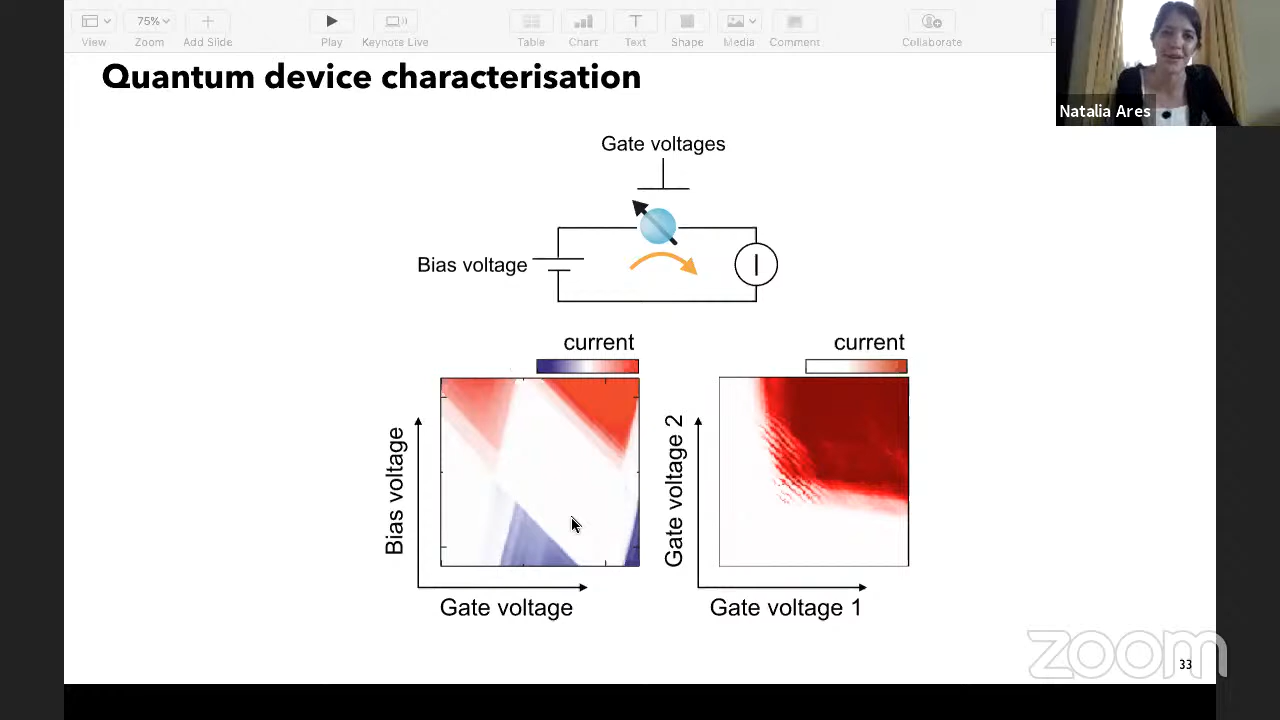 View
75%
Zoom
Add Slide
Play
Keynote Live
Table
Chart
Text
Shape
Media
Comment
Collaborate
Natalia Ares
Quantum device characterisation
Gate voltages
Bias voltage
I
current
current
Bias voltage
Gate voltage
Gate voltage 2
Gate voltage 1
zoom
33